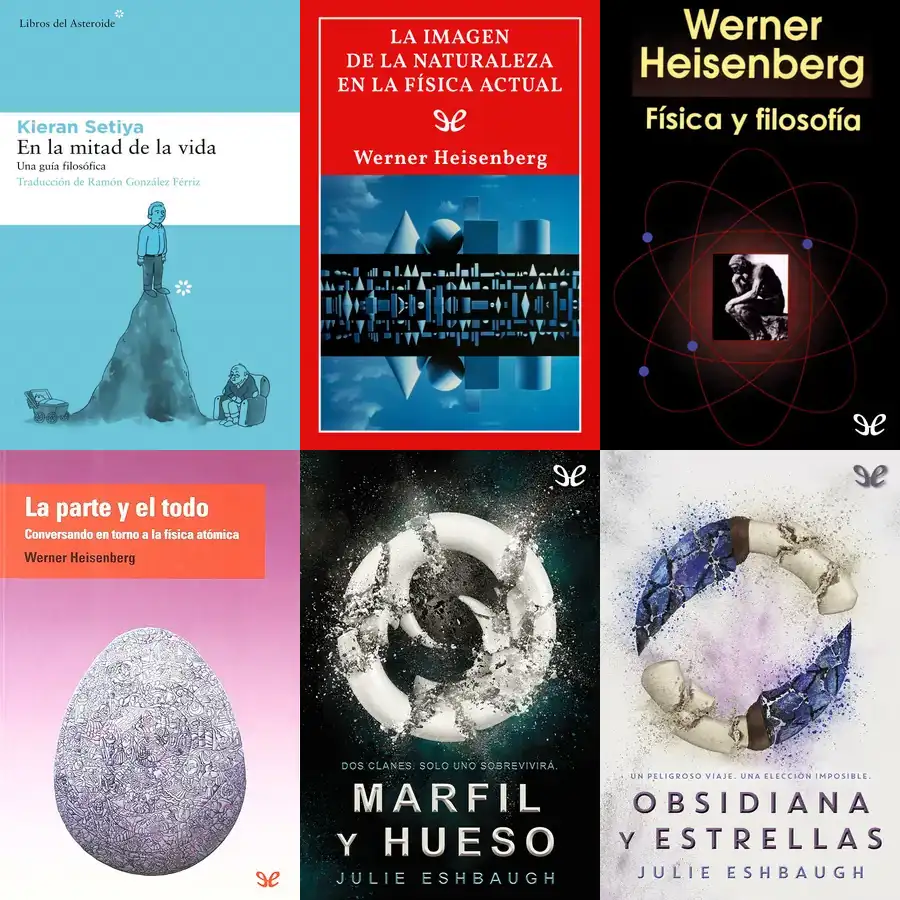 Libros del Asteroide
Kieran Setiya
En la mitad de la vida
Una guía filosófica
Traducción de Ramón González Férriz
LA IMAGEN
DE LA NATURALEZA
EN LA FÍSICA ACTUAL
Werner Heisenberg
Werner
Heisenberg
Física y filosofía
La parte y el todo
Conversando en torno a la física atómica
Werner Heisenberg
DOS CLANES. SOLO UNO SOBREVIVIRÁ.
MARFIL
Y HUESO
JULIE ESHBAUGH
UN PELIGROSO VIAJE. UNA ELECCIÓN IMPOSIBLE.
OBSIDIANA
Y ESTRELLAS
JULIE ESHBAUGH